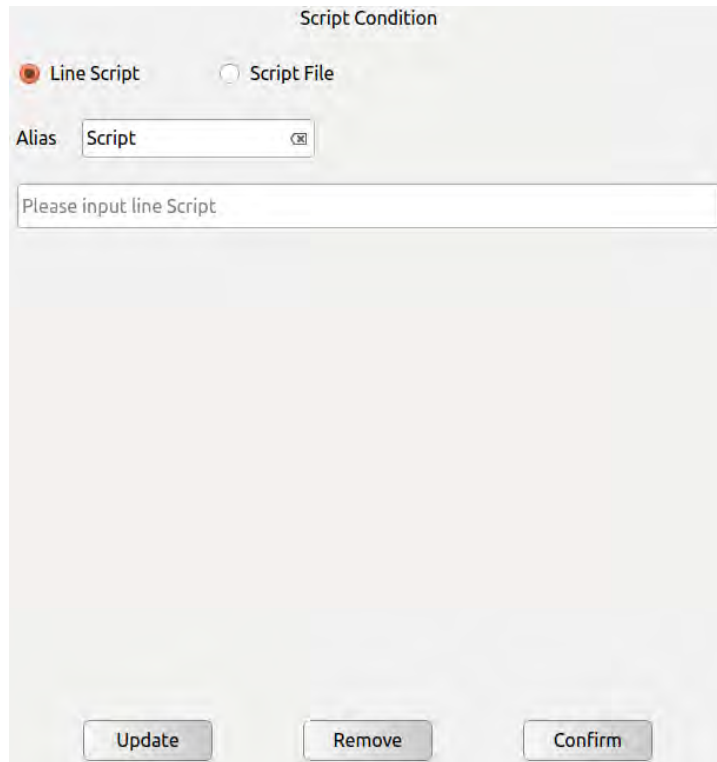 Script Condition
Line Script Script File
Alias Script
Please input line Script
Update Remove Confirm